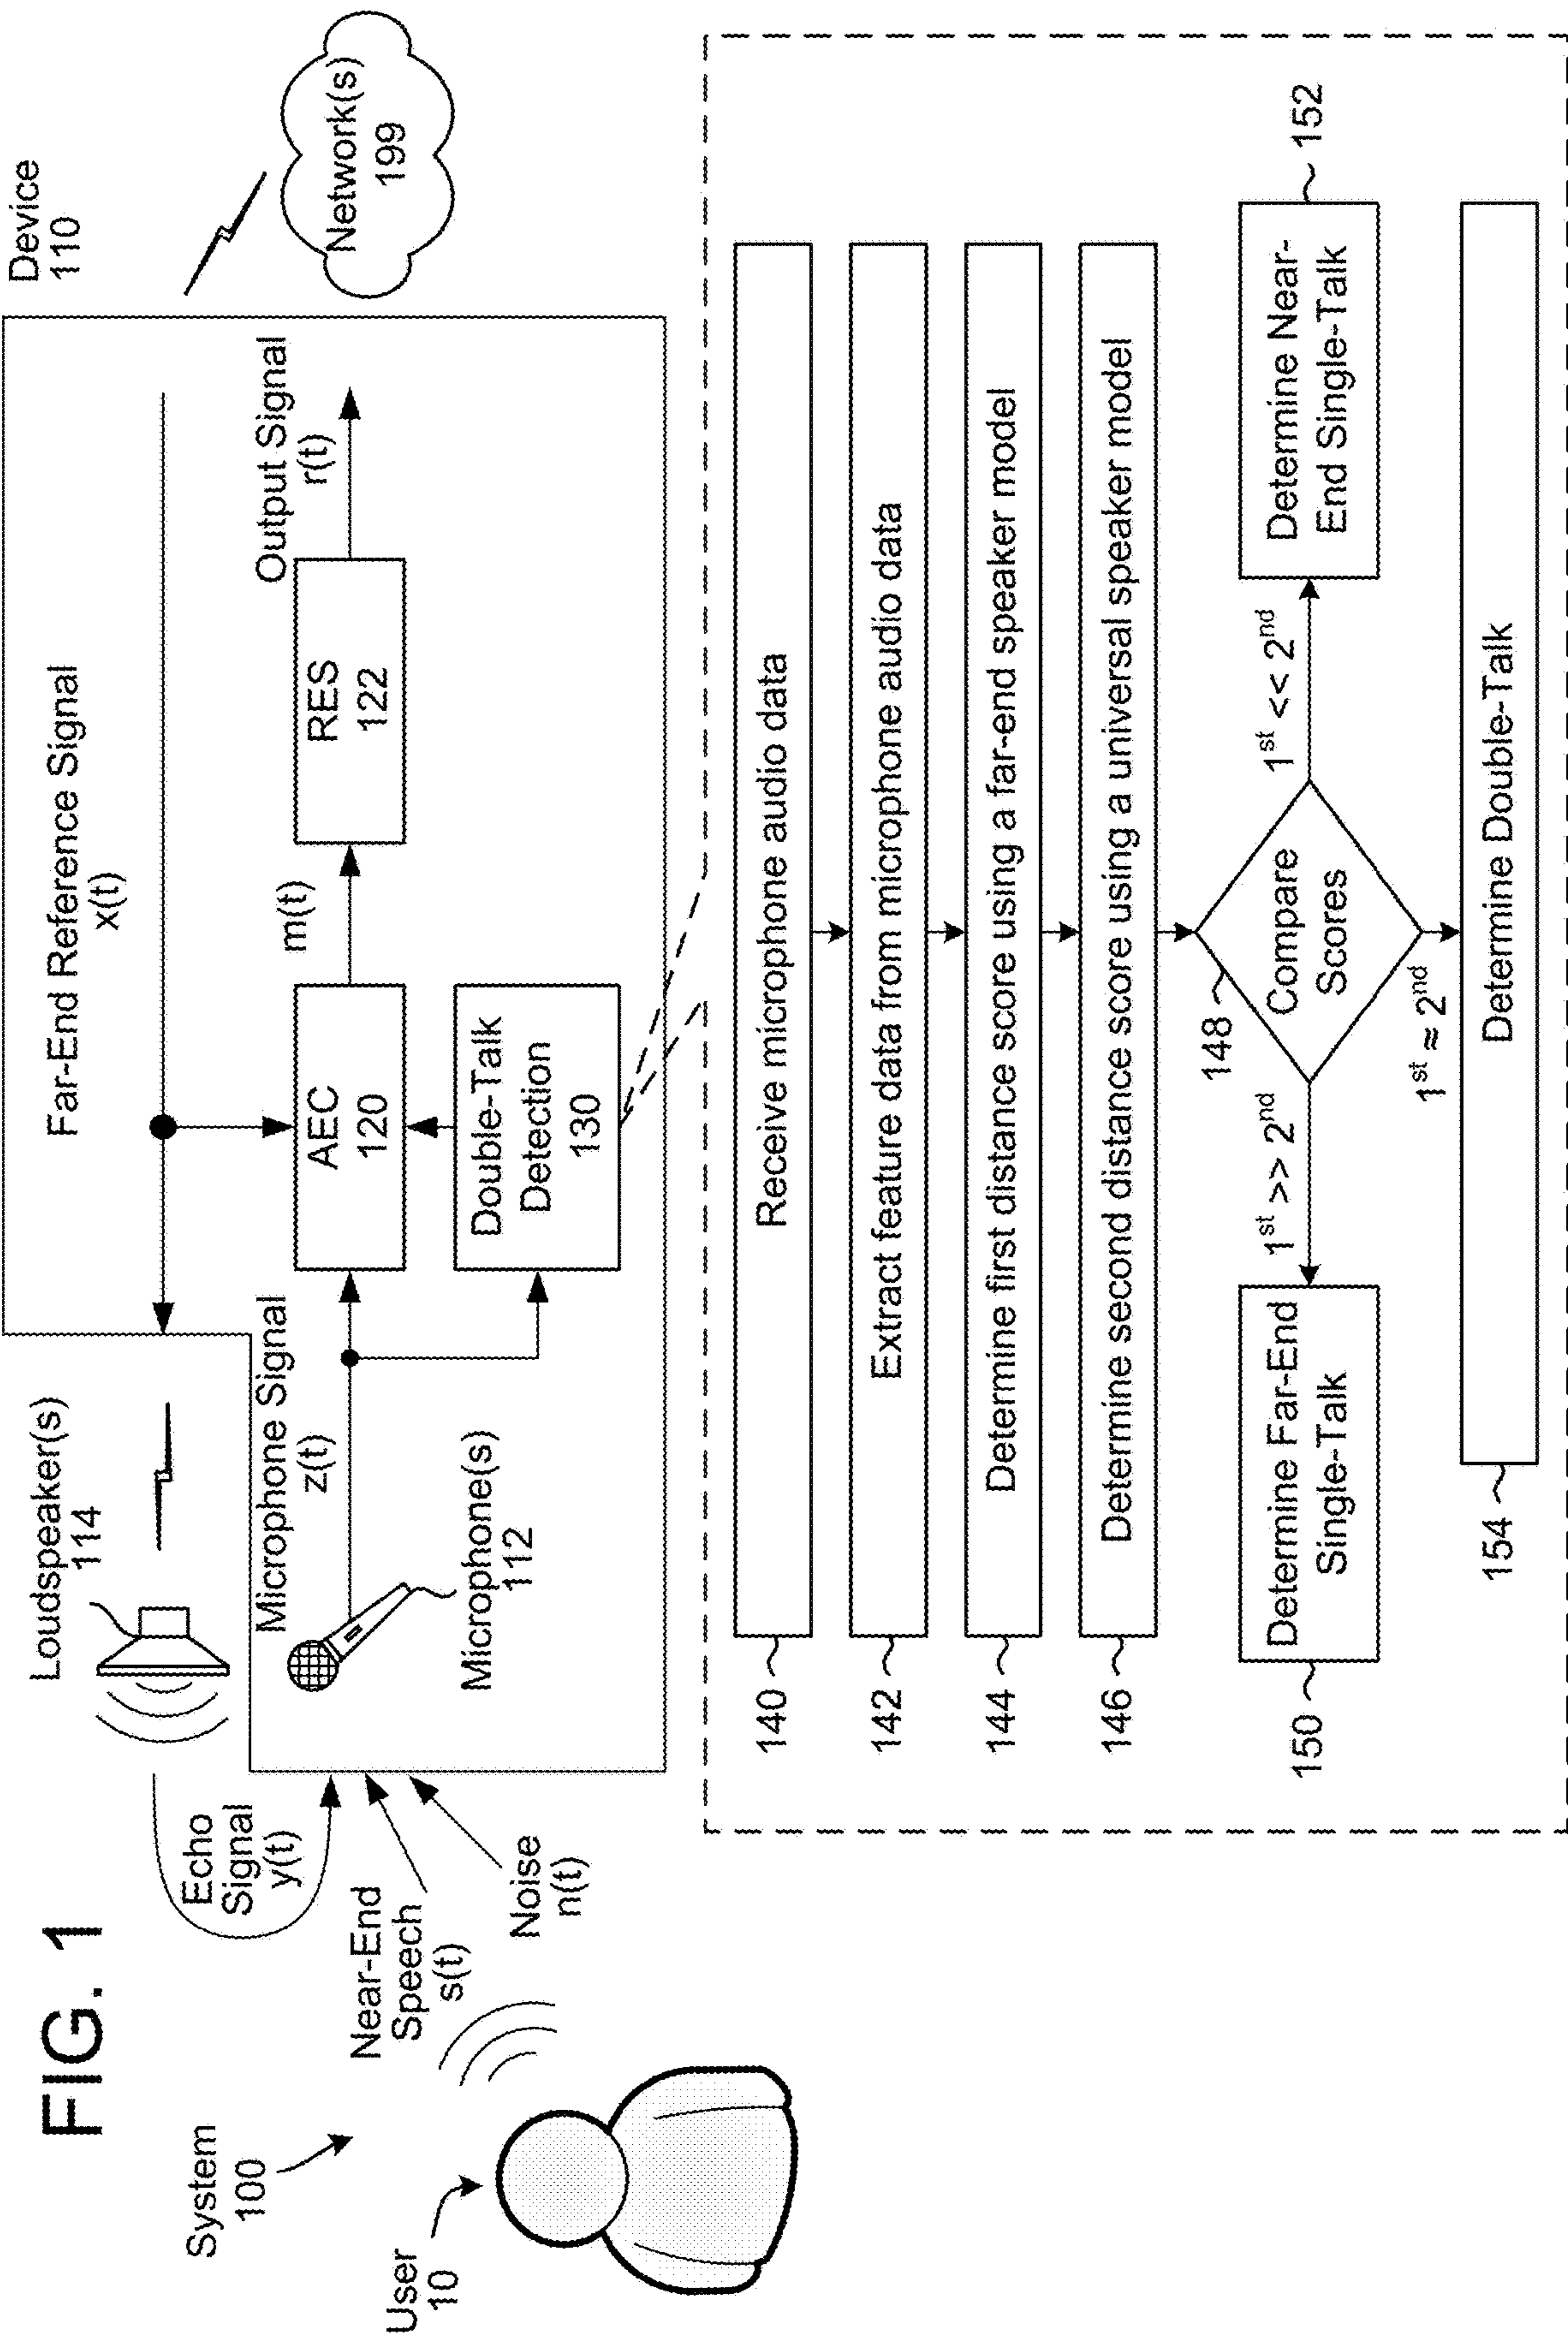 FIG. 1
System
100
User
10
Device
110
Network(s)
199
Loudspeaker(s)
114
Far-End Reference Signal
x(t)
Echo
Signal
y(t)
Near-End
Speech
s(t)
Noise
n(t)
Microphone Signal
z(t)
Microphone(s)
112
AEC
120
Double-Talk
Detection
130
m(t)
RES
122
Output Signal
r(t)
140
Receive microphone audio data
142
Extract feature data from microphone audio data
144
Determine first distance score using a far-end speaker model
146
Determine second distance score using a universal speaker model
148
Compare
Scores
1st >> 2nd
1st << 2nd
150
Determine Far-End
Single-Talk
Determine Near-
End Single-Talk
152
1st ≈ 2nd
154
Determine Double-Talk